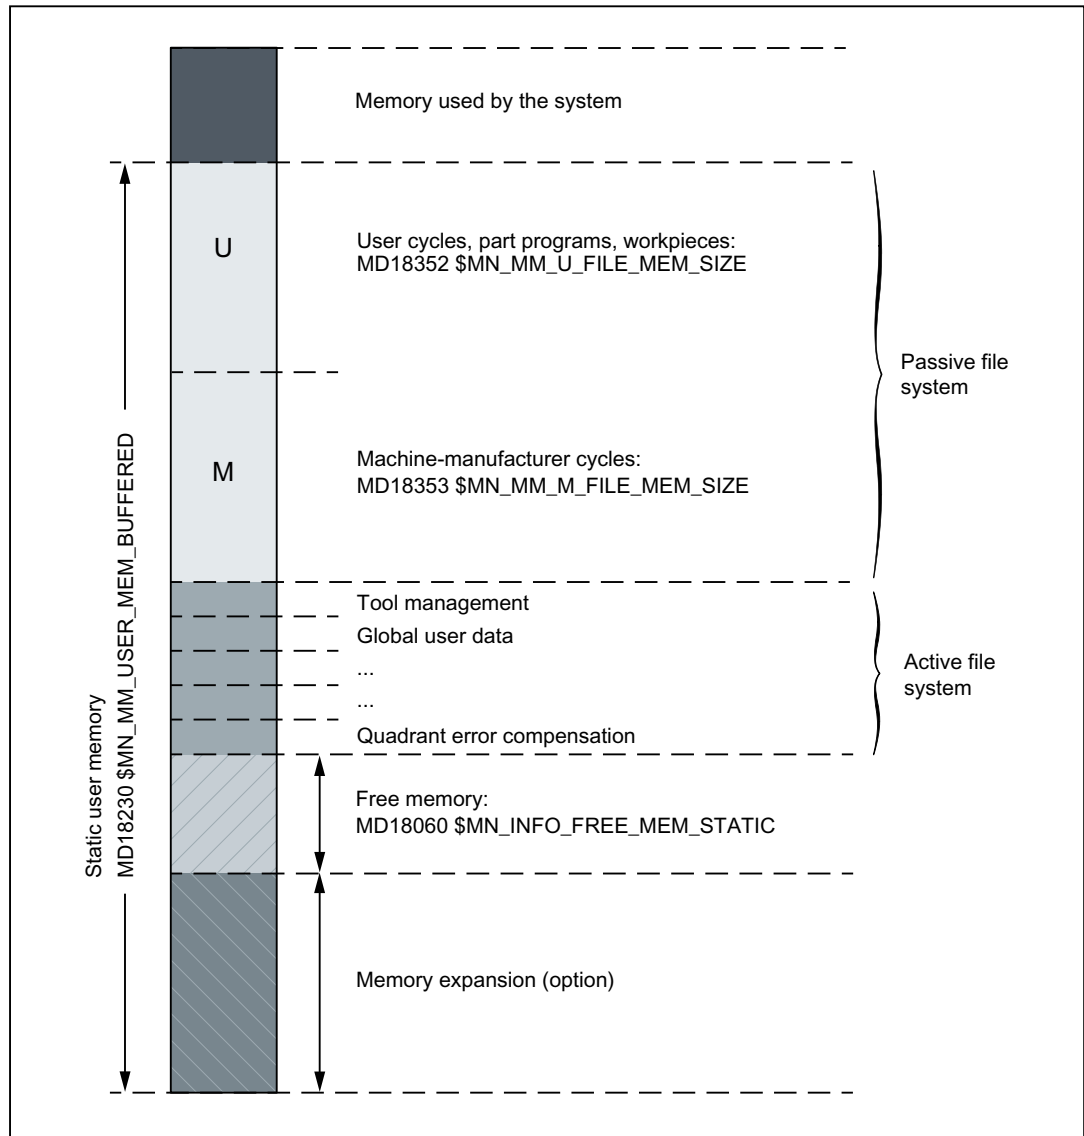 Memory used by the system
U
User cycles, part programs, workpieces:
MD18352 $MN_MM_U_FILE_MEM_SIZE
Passive file
system
M
Machine-manufacturer cycles:
MD18353 $MN_MM_M_FILE_MEM_SIZE
Static user memory
MD18230 $MN_MM_USER_MEM_BUFFERED
Tool management
Global user data
...
...
Quadrant error compensation
Active file
system
Free memory:
MD18060 $MN_INFO_FREE_MEM_STATIC
Memory expansion (option)